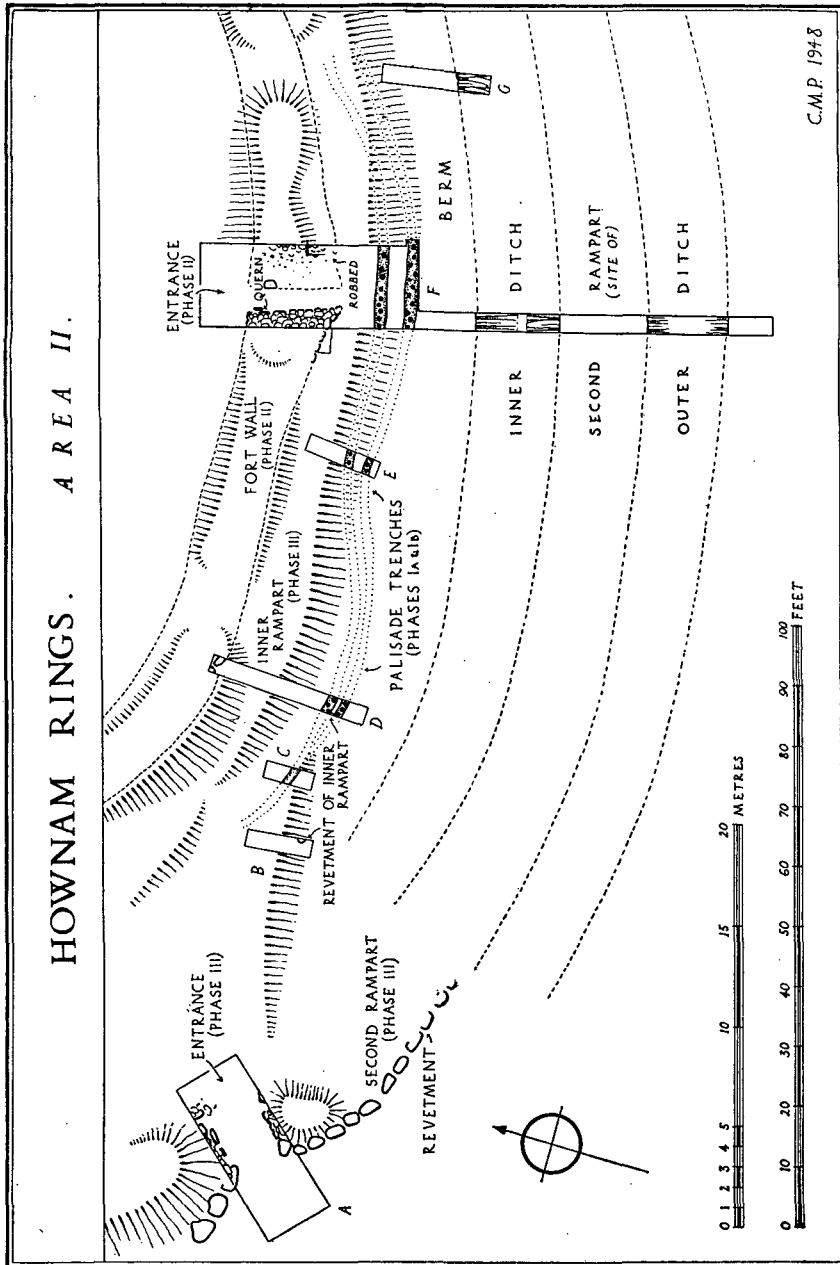 HOWNAM RINGS. AREA II.
ENTRANCE
(PHASE III)
A
SECOND RAMPART
(PHASE III)
REVETMENT
B
C
REVETMENT OF INNER
RAMPART
D
INNER
RAMPART
(PHASE III)
FORT WALL
(PHASE II)
PALISADE TRENCHES
(PHASES IA & IB)
E
ENTRANCE
(PHASE II)
QUERN
ROBBED
F
BERM
G
INNER DITCH
SECOND RAMPART
(SITE OF)
OUTER DITCH
0 1 2 3 4 5 10 15 20
METRES
0 10 20 30 40 50 60 70 80 90 100
FEET
C.M.P. 1948